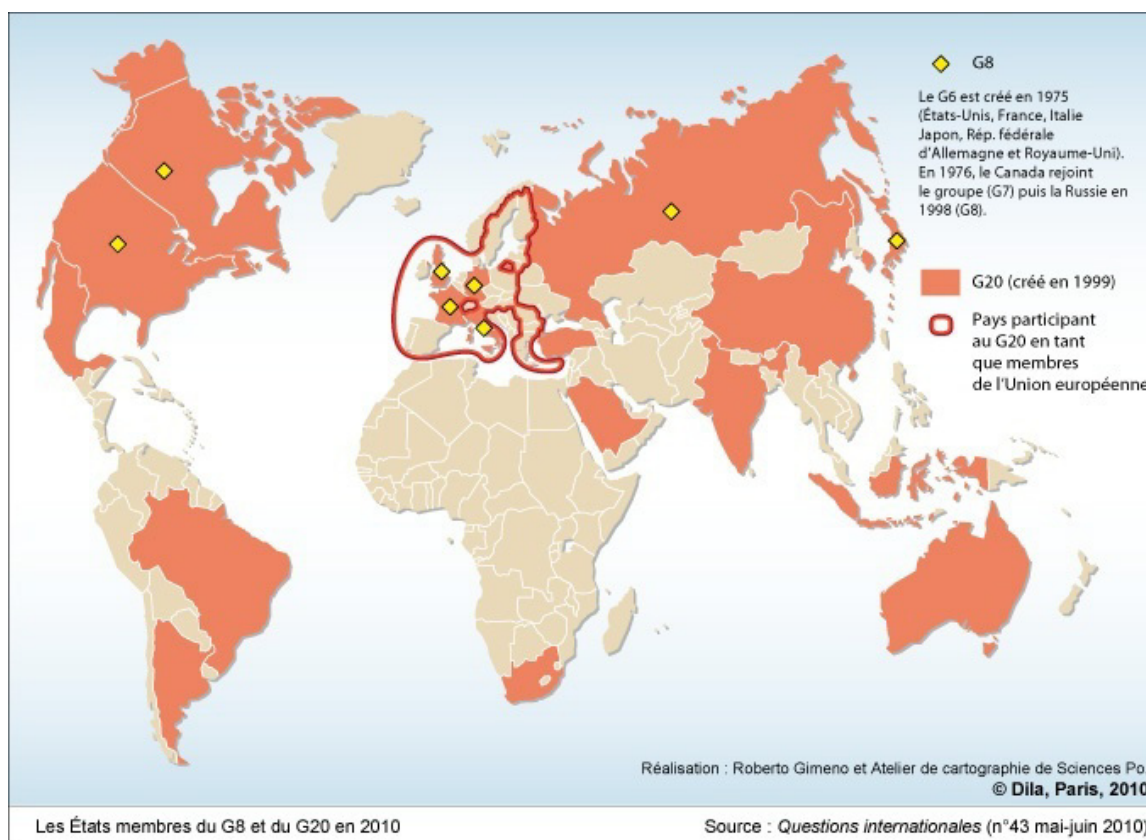 G8
Le G6 est créé en 1975
(États-Unis, France, Italie
Japon, Rép. fédérale
d'Allemagne et Royaume-Uni).
En 1976, le Canada rejoint
le groupe (G7) puis la Russie en
1998 (G8).
G20 (créé en 1999)
Pays participant
au G20 en tant
que membres
de l'Union européenne
Réalisation : Roberto Gimeno et Atelier de cartographie de Sciences Po
© Dila, Paris, 2010
Les États membres du G8 et du G20 en 2010
Source : Questions internationales (n°43 mai-juin 2010)